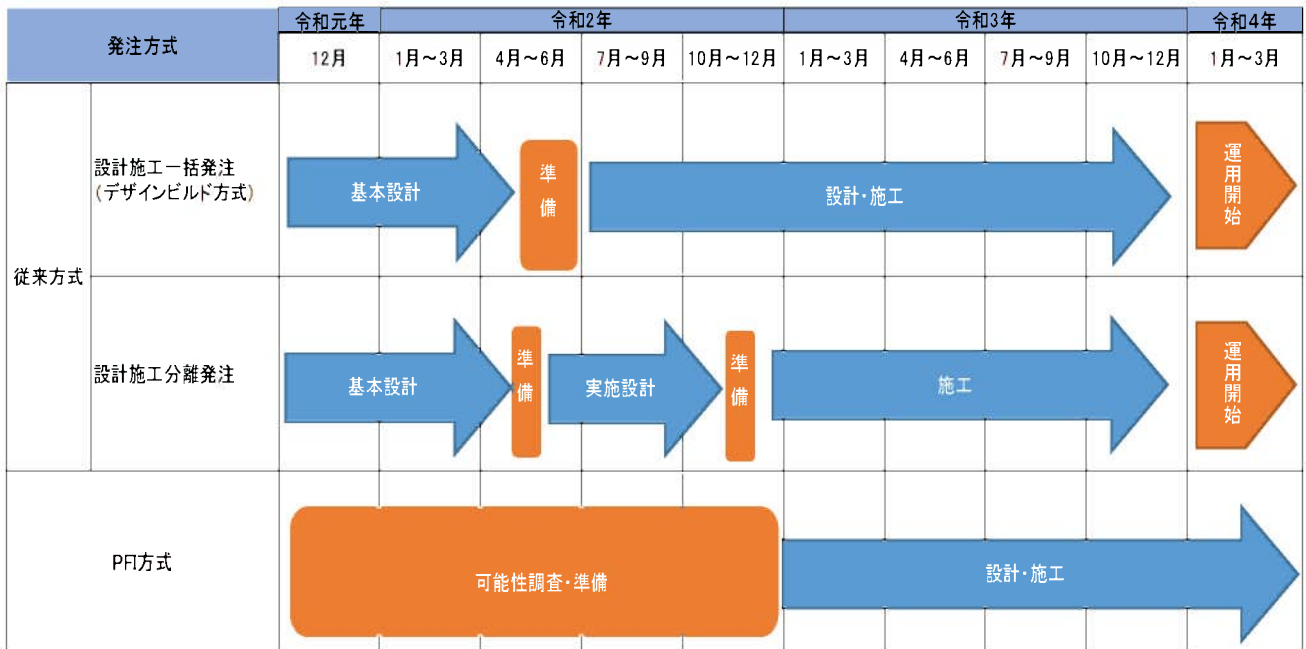 発注方式
令和元年
令和2年
令和3年
令和4年
12月
1月～3月
4月～6月
7月～9月
10月～12月
1月～3月
4月～6月
7月～9月
10月～12月
1月～3月
従来方式
設計施工一括発注
(デザインビルド方式)
基本設計
準備
設計・施工
運用開始
設計施工分離発注
基本設計
準備
実施設計
準備
施工
運用開始
PFI方式
可能性調査・準備
設計・施工